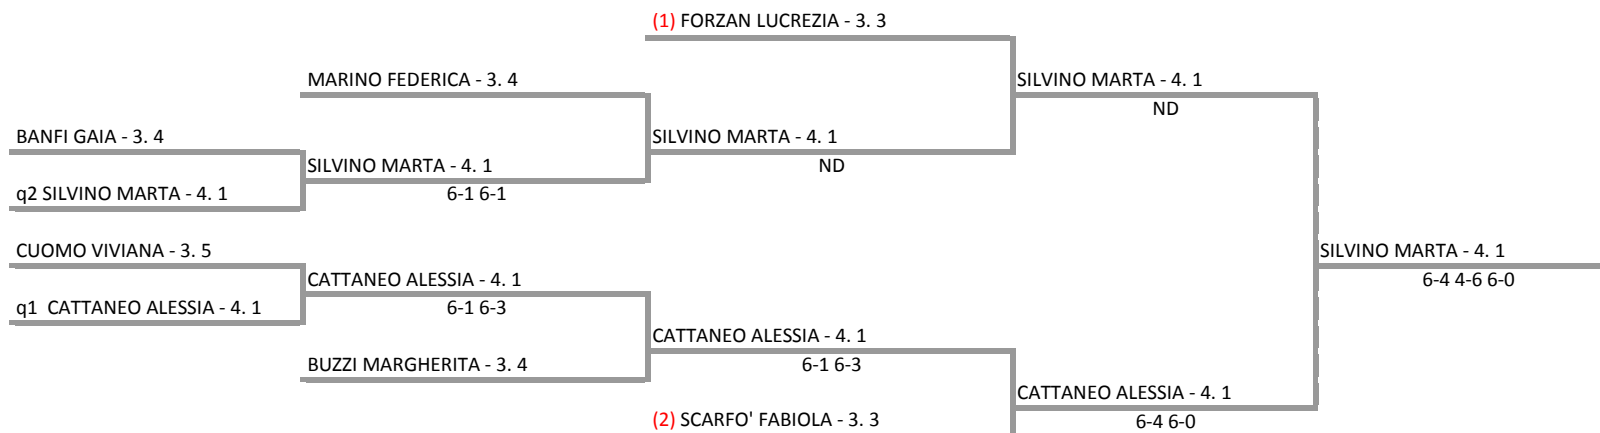 (1) FORZAN LUCREZIA - 3. 3
MARINO FEDERICA - 3. 4
SILVINO MARTA - 4. 1
ND
BANFI GAIA - 3. 4
SILVINO MARTA - 4. 1
ND
SILVINO MARTA - 4. 1
6-1 6-1
q2 SILVINO MARTA - 4. 1
CUOMO VIVIANA - 3. 5
SILVINO MARTA - 4. 1
6-4 4-6 6-0
CATTANEO ALESSIA - 4. 1
6-1 6-3
q1 CATTANEO ALESSIA - 4. 1
CATTANEO ALESSIA - 4. 1
6-1 6-3
BUZZI MARGHERITA - 3. 4
CATTANEO ALESSIA - 4. 1
6-4 6-0
(2) SCARFO' FABIOLA - 3. 3